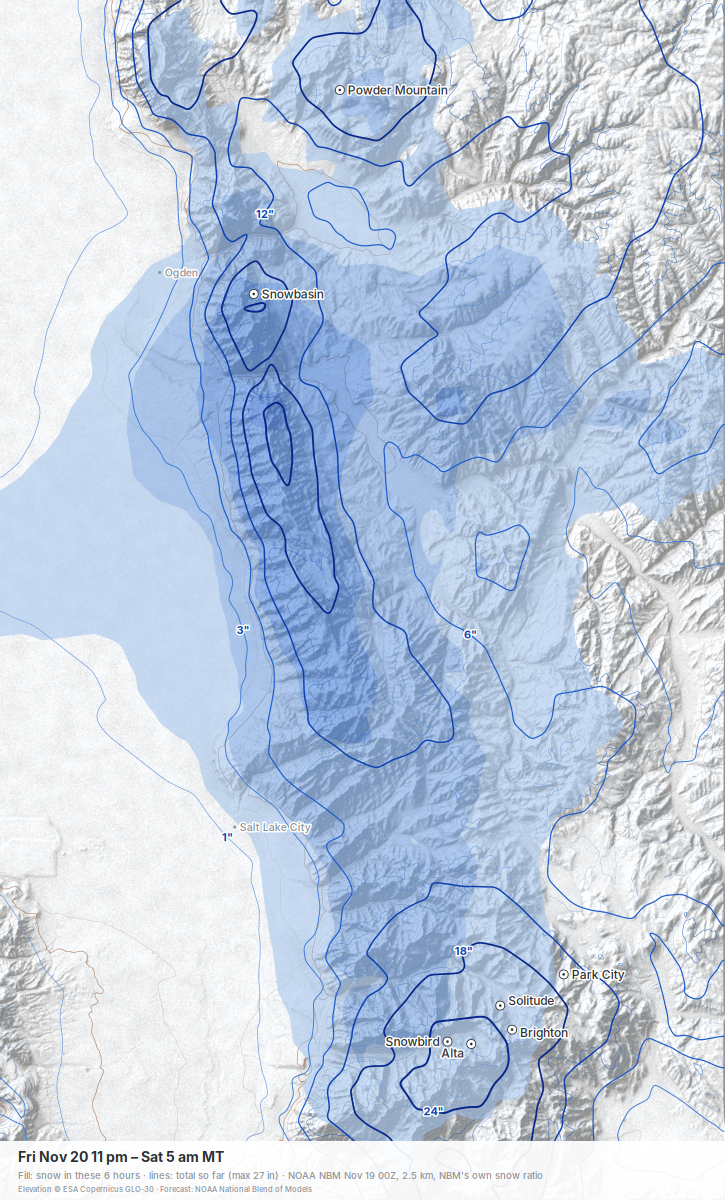 Powder Mountain
12"
Ogden
Snowbasin
3"
6"
Salt Lake City
1"
18"
Park City
Solitude
Brighton
Snowbird
Alta
24"
Fri Nov 20 11 pm – Sat 5 am MT
Fill: snow in these 6 hours · lines: total so far (max 27 in) · NOAA NBM Nov 19 00Z, 2.5 km, NBM's own snow ratio
Elevation © ESA Copernicus GLO-30 · Forecast: NOAA National Blend of Models